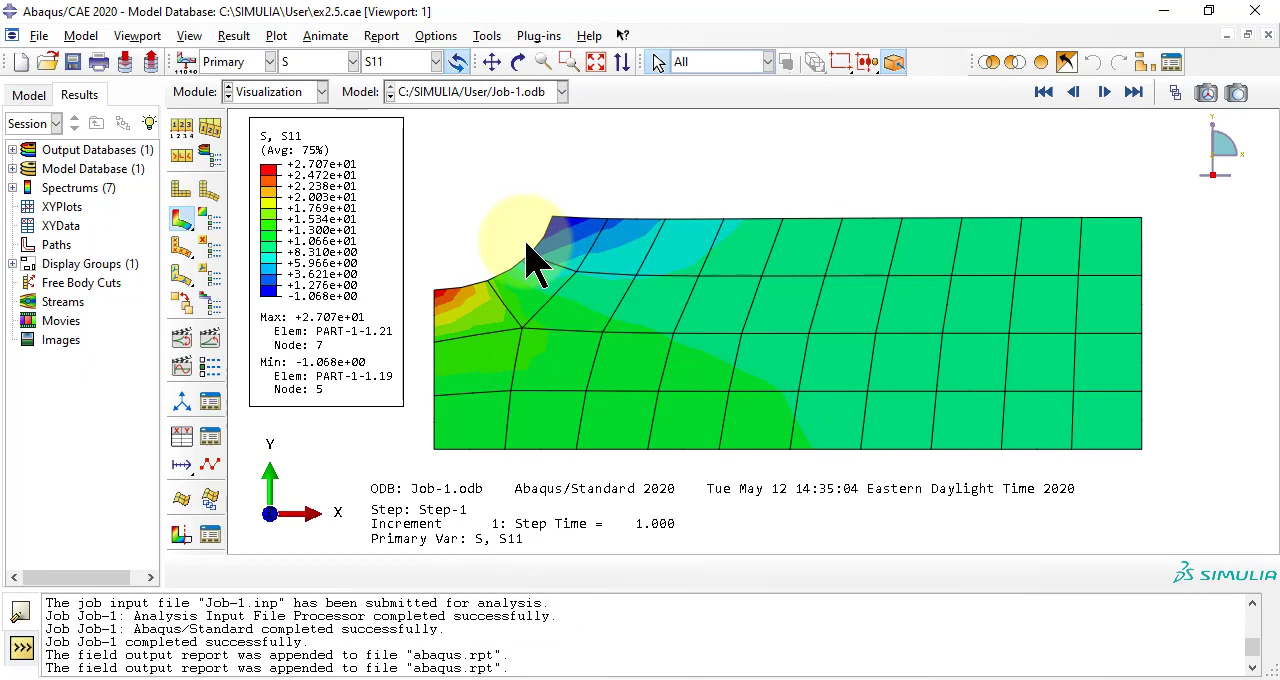 Abaqus/CAE 2020 - Model Database: C:\SIMULIA\User\ex2.5.cae [Viewport: 1]
File Model Viewport View Result Plot Animate Report Options Tools Plug-ins Help
Primary S S11 All
Model Results Module: Visualization Model: C:/SIMULIA/User/Job-1.odb
Session
Output Databases (1)
Model Database (1)
Spectrums (7)
XYPlots
XYData
Paths
Display Groups (1)
Free Body Cuts
Streams
Movies
Images
S, S11
(Avg: 75%)
+2.707e+01
+2.472e+01
+2.238e+01
+2.003e+01
+1.769e+01
+1.534e+01
+1.300e+01
+1.066e+01
+8.310e+00
+5.966e+00
+3.621e+00
+1.276e+00
-1.068e+00
Max: +2.707e+01
Elem: PART-1-1.21
Node: 7
Min: -1.068e+00
Elem: PART-1-1.19
Node: 5
Y
X
Y
X
Z
ODB: Job-1.odb Abaqus/Standard 2020 Tue May 12 14:35:04 Eastern Daylight Time 2020
Step: Step-1
Increment 1: Step Time = 1.000
Primary Var: S, S11
SIMULIA
The job input file "Job-1.inp" has been submitted for analysis.
Job Job-1: Analysis Input File Processor completed successfully.
Job Job-1: Abaqus/Standard completed successfully.
Job Job-1 completed successfully.
The field output report was appended to file "abaqus.rpt".
The field output report was appended to file "abaqus.rpt".